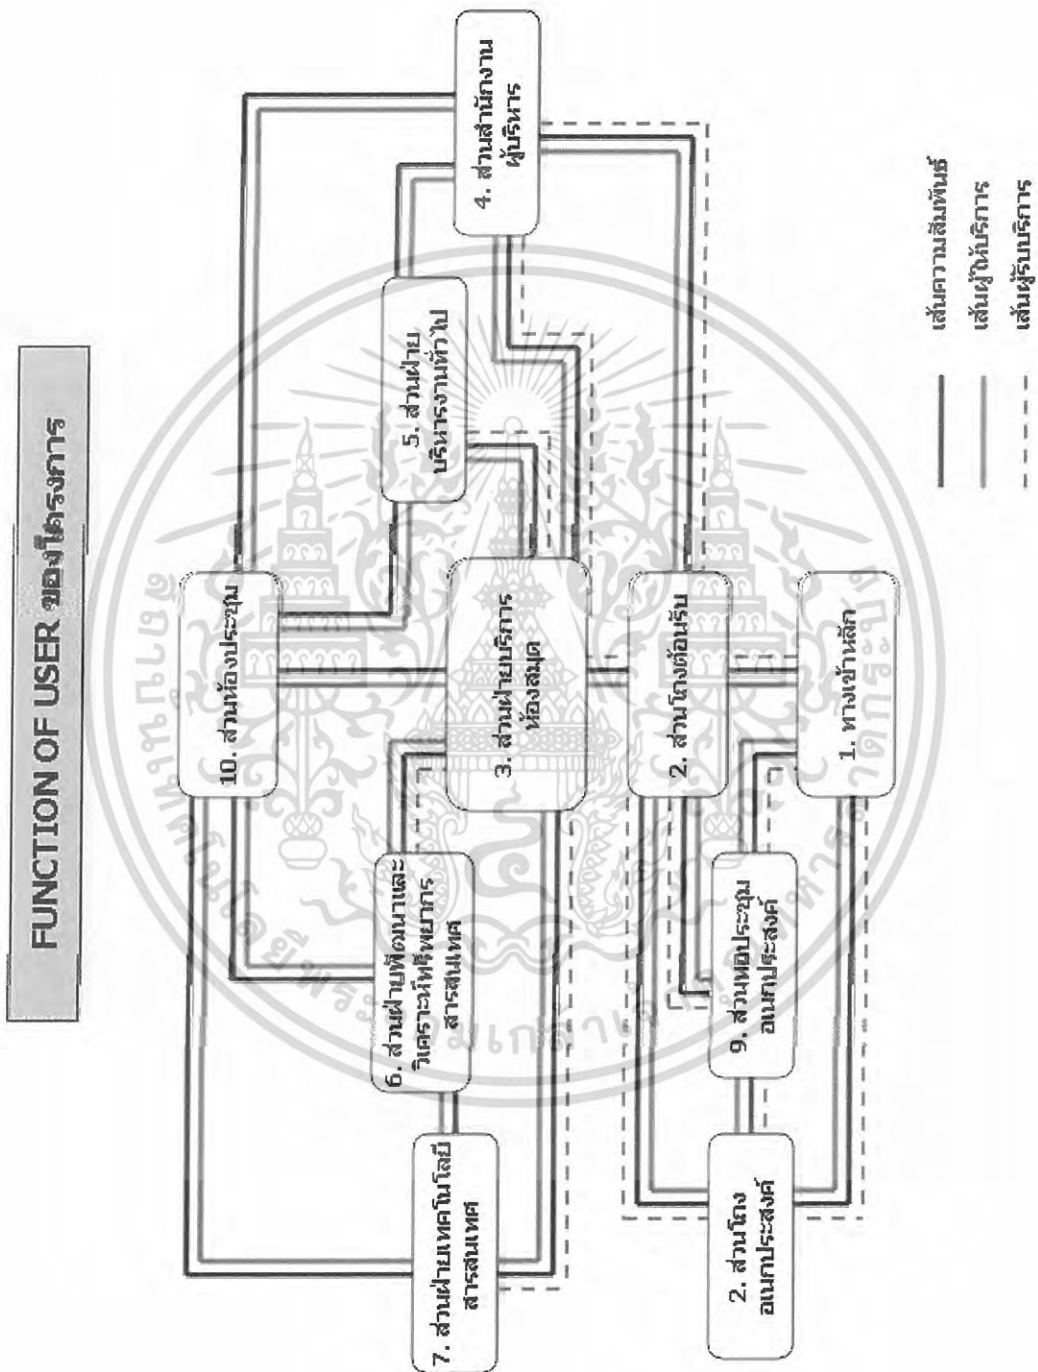 FUNCTION OF USER ของโครงการ
10. ส่วนห้องประชุม
4. ส่วนสำนักงาน
ผู้บริหาร
5. ส่วนฝ่าย
บริหารงานทั่วไป
7. ส่วนฝ่ายเทคโนโลยี
สารสนเทศ
6. ส่วนฝ่ายพัฒนาและ
วิเคราะห์ทรัพยากร
สารสนเทศ
3. ส่วนฝ่ายบริการ
ห้องสมุด
2. ส่วนโถงต้อนรับ
2. ส่วนโถง
อเนกประสงค์
9. ส่วนหอประชุม
อเนกประสงค์
1. ทางเข้าหลัก
เส้นความสัมพันธ์
เส้นผู้ให้บริการ
เส้นผู้รับบริการ